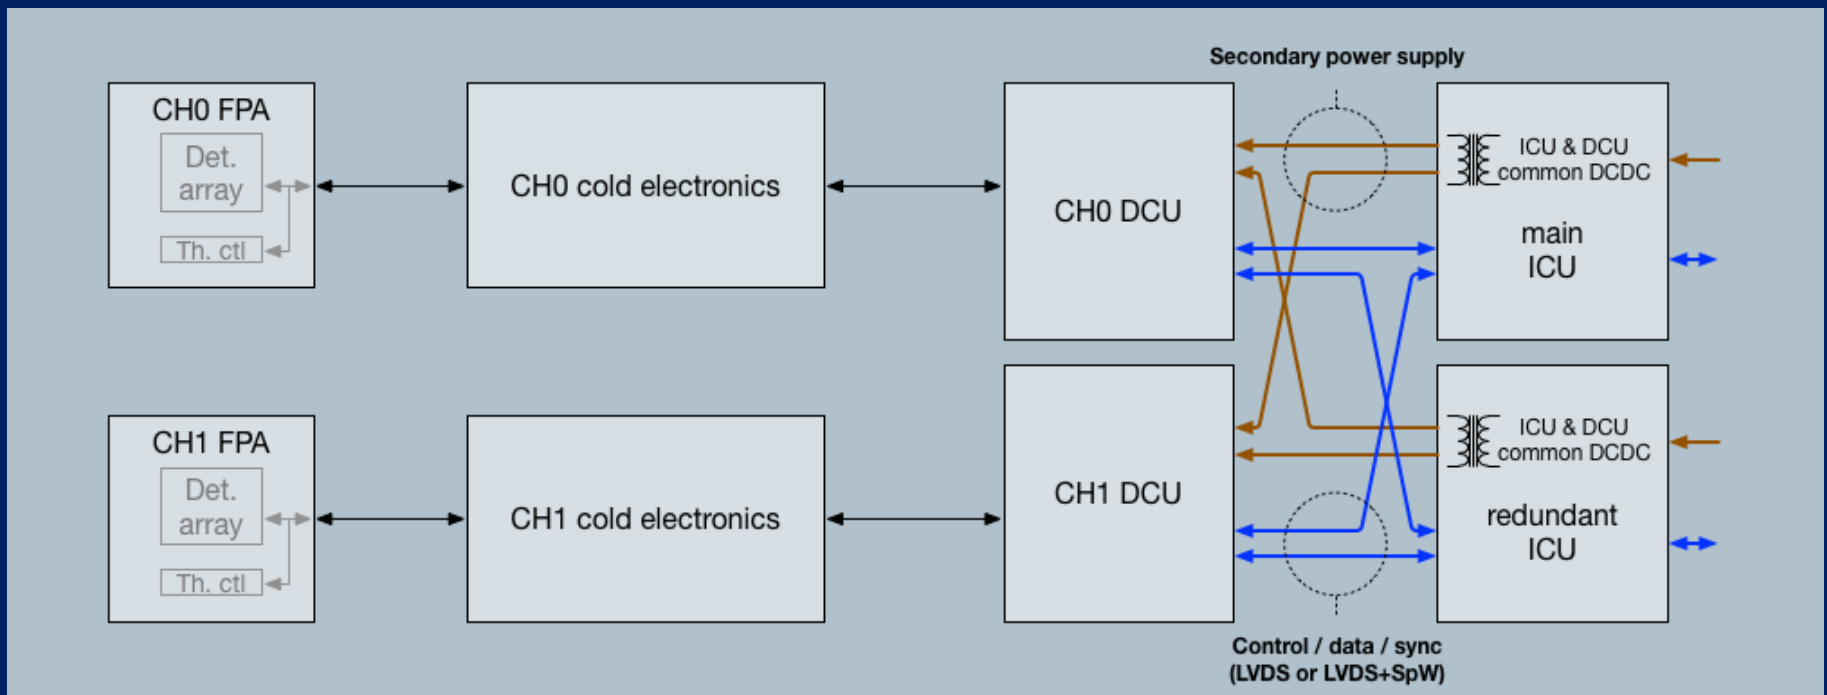 Secondary power supply
CH0 FPA
Det.
array
Th. ctl
CH0 cold electronics
CH0 DCU
ICU & DCU
common DCDC
main
ICU
CH1 FPA
Det.
array
Th. ctl
CH1 cold electronics
CH1 DCU
ICU & DCU
common DCDC
redundant
ICU
Control / data / sync
(LVDS or LVDS+SpW)